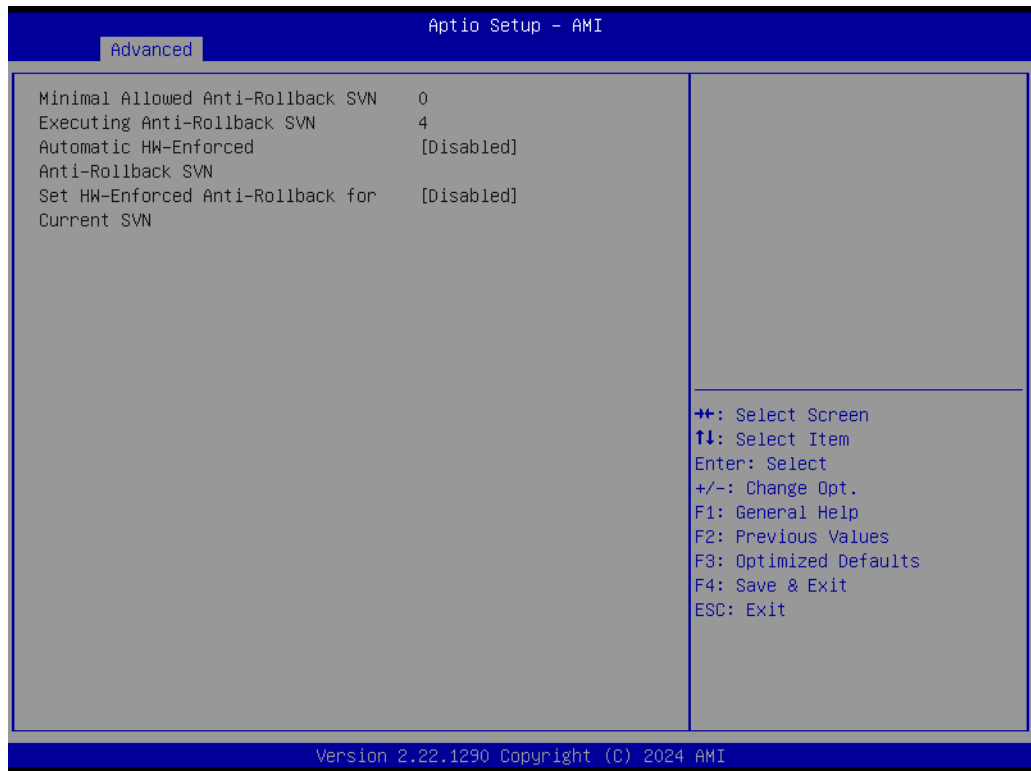 Aptio Setup – AMI
Advanced
Minimal Allowed Anti-Rollback SVN 0
Executing Anti-Rollback SVN 4
Automatic HW-Enforced [Disabled]
Anti-Rollback SVN
Set HW-Enforced Anti-Rollback for [Disabled]
Current SVN
→←: Select Screen
↑↓: Select Item
Enter: Select
+/-: Change Opt.
F1: General Help
F2: Previous Values
F3: Optimized Defaults
F4: Save & Exit
ESC: Exit
Version 2.22.1290 Copyright (C) 2024 AMI